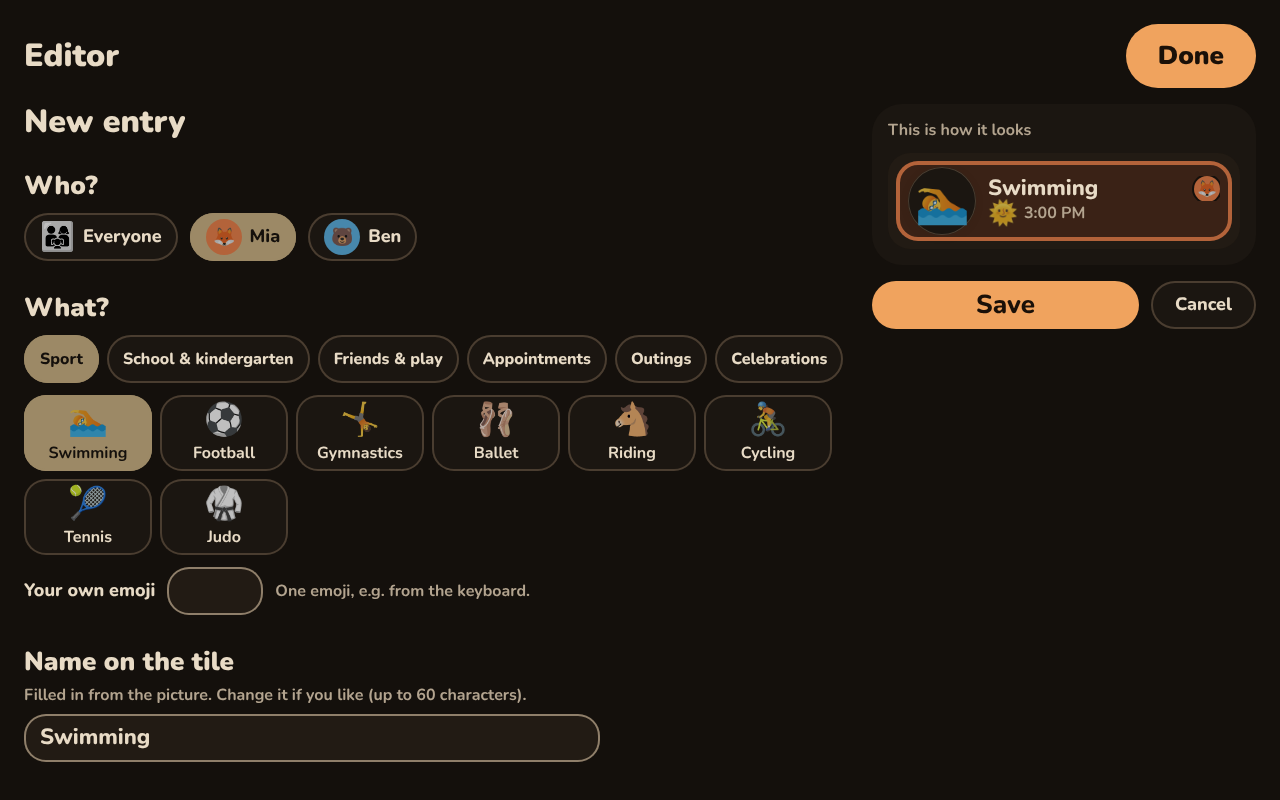 Editor
Done
New entry
Who?
Everyone
Mia
Ben
What?
Sport
School & kindergarten
Friends & play
Appointments
Outings
Celebrations
Swimming
Football
Gymnastics
Ballet
Riding
Cycling
Tennis
Judo
Your own emoji
One emoji, e.g. from the keyboard.
Name on the tile
Filled in from the picture. Change it if you like (up to 60 characters).
Swimming
This is how it looks
Swimming
3:00 PM
Save
Cancel